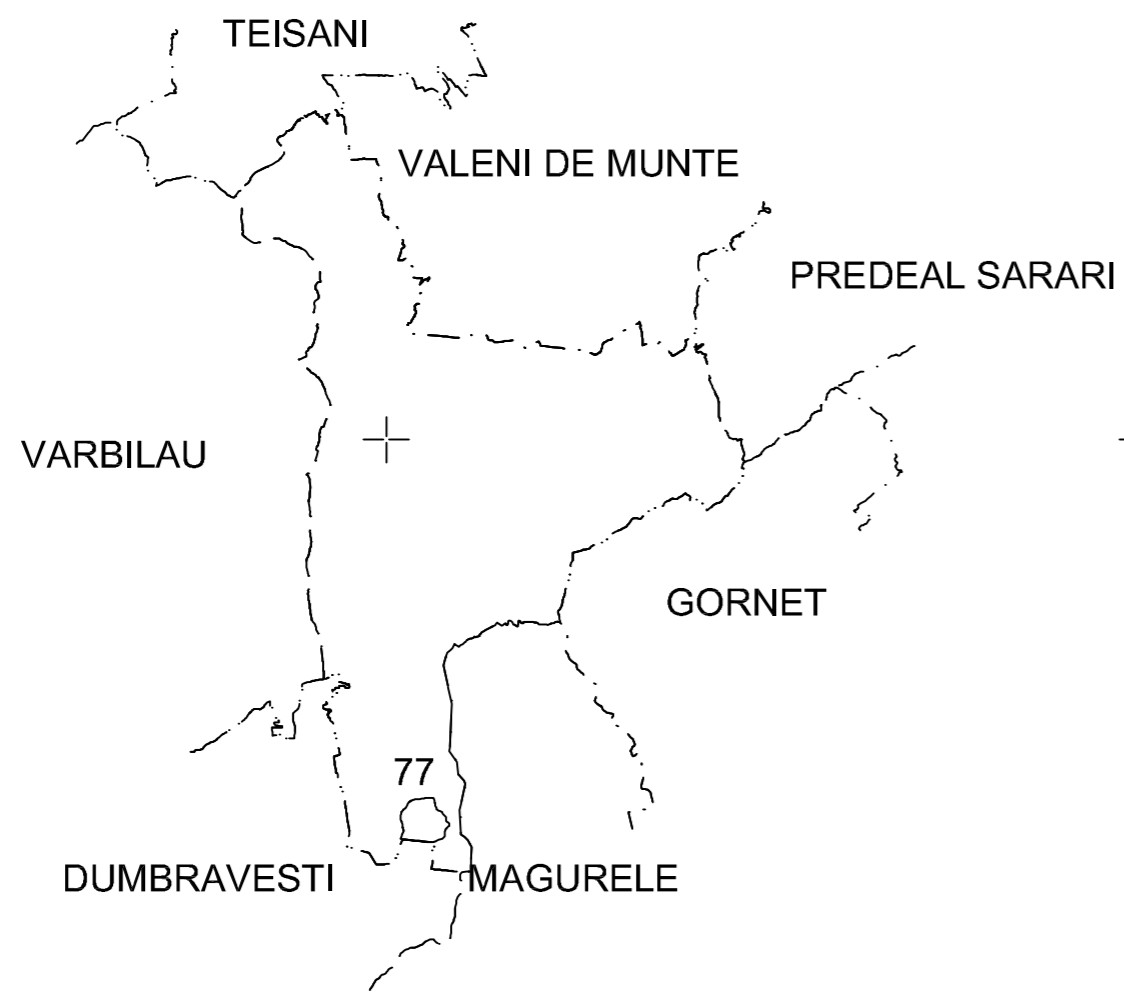 TEISANI
VALENI DE MUNTE
PREDEAL SARARI
VARBILAU
GORNET
77
DUMBRAVESTI
MAGURELE